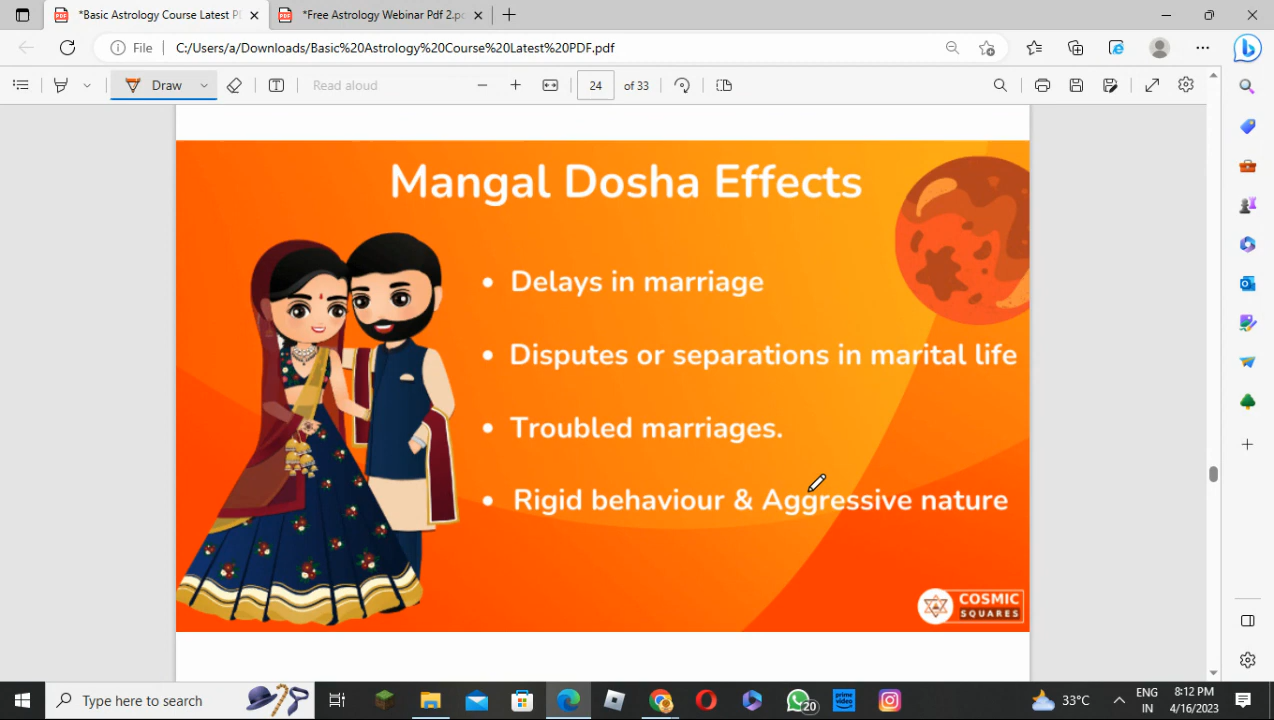 *Basic Astrology Course Latest P
*Free Astrology Webinar Pdf 2.p
File
C:/Users/a/Downloads/Basic%20Astrology%20Course%20Latest%20PDF.pdf
Draw
Read aloud
24 of 33
Mangal Dosha Effects
• Delays in marriage
• Disputes or separations in marital life
• Troubled marriages.
• Rigid behaviour & Aggressive nature
COSMIC
SQUARES
Type here to search
20
prime video
33°C
ENG
IN
8:12 PM
4/16/2023